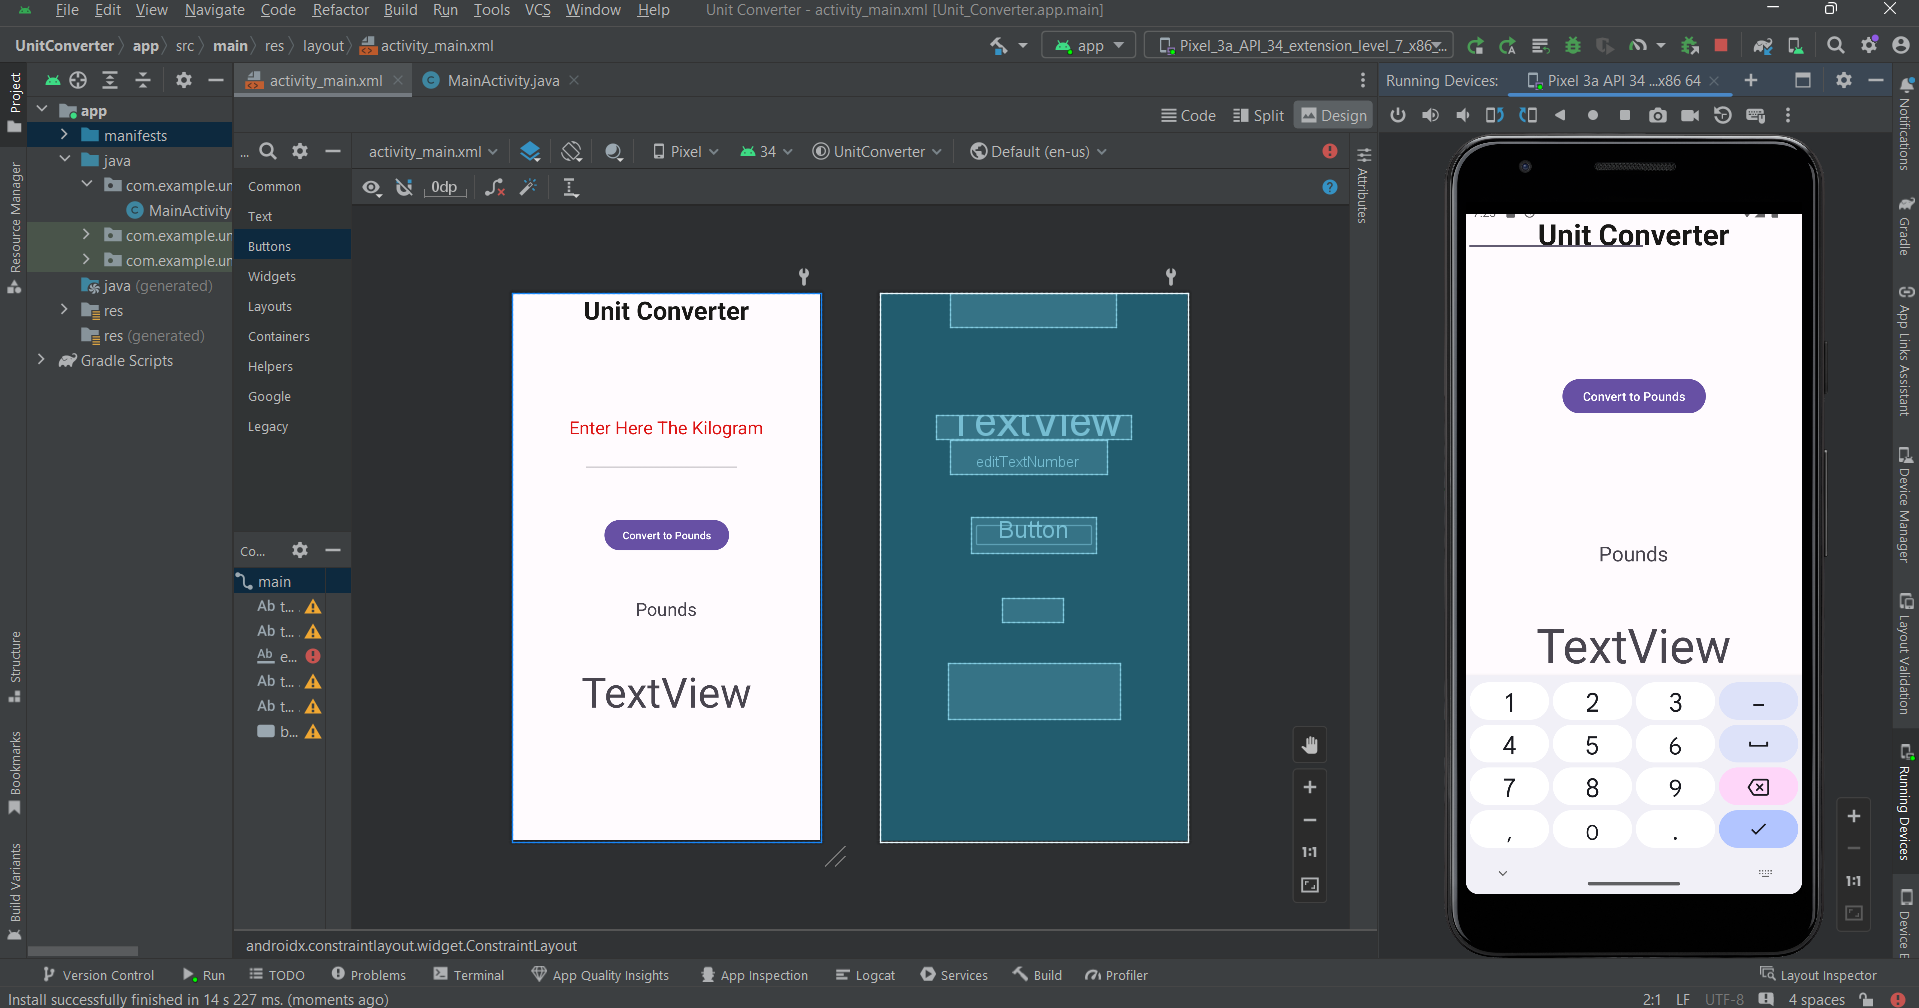 File Edit View Navigate Code Refactor Build Run Tools VCS Window Help Unit Converter - activity_main.xml [Unit_Converter.app.main]
UnitConverter app src main res layout activity_main.xml
app Pixel_3a_API_34_extension_level_7_x86...
Project
Resource Manager
Structure
Bookmarks
Build Variants
app
manifests
java
com.example.un
MainActivity
com.example.un
com.example.un
java (generated)
res
res (generated)
Gradle Scripts
activity_main.xml MainActivity.java
Code Split Design
... activity_main.xml Pixel 34 UnitConverter Default (en-us)
0dp
Common
Text
Buttons
Widgets
Layouts
Containers
Helpers
Google
Legacy
Co...
main
Ab t...
Ab t...
Ab e...
Ab t...
Ab t...
b...
Unit Converter
Enter Here The Kilogram
Convert to Pounds
Pounds
TextView
TextView
editTextNumber
Button
1:1
Attributes
androidx.constraintlayout.widget.ConstraintLayout
Running Devices: Pixel 3a API 34 ...x86 64
Unit Converter
Convert to Pounds
Pounds
TextView
1 2 3 –
4 5 6
7 8 9
, 0 .
1:1
Notifications
Gradle
App Links Assistant
Device Manager
Layout Validation
Running Devices
Device E
Version Control Run TODO Problems Terminal App Quality Insights App Inspection Logcat Services Build Profiler Layout Inspector
Install successfully finished in 14 s 227 ms. (moments ago) 2:1 LF UTF-8 4 spaces